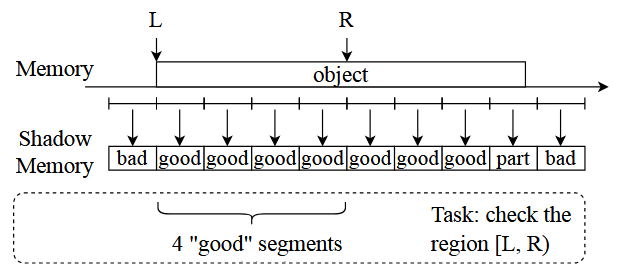 L
R
Memory
object
Shadow
Memory
bad good good good good good good good part bad
4 "good" segments
Task: check the
region [L, R)